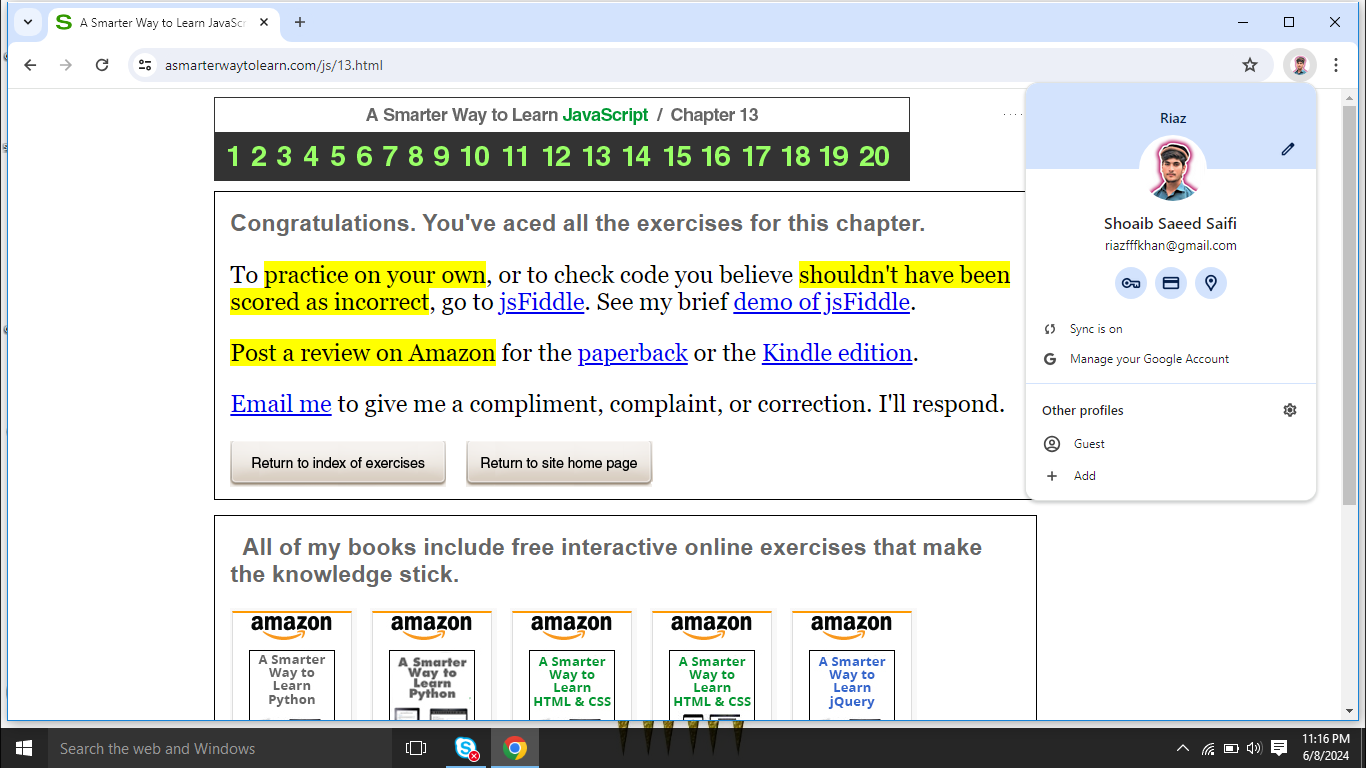 A Smarter Way to Learn JavaScr
asmarterwaytolearn.com/js/13.html
A Smarter Way to Learn JavaScript / Chapter 13
1 2 3 4 5 6 7 8 9 10 11 12 13 14 15 16 17 18 19 20
Congratulations. You've aced all the exercises for this chapter.
To practice on your own, or to check code you believe shouldn't have been
scored as incorrect, go to jsFiddle. See my brief demo of jsFiddle.
Post a review on Amazon for the paperback or the Kindle edition.
Email me to give me a compliment, complaint, or correction. I'll respond.
Return to index of exercises
Return to site home page
Riaz
Shoaib Saeed Saifi
riazfffkhan@gmail.com
Sync is on
Manage your Google Account
Other profiles
Guest
Add
All of my books include free interactive online exercises that make
the knowledge stick.
amazon
A Smarter
Way to
Learn
Python
amazon
A Smarter
Way to
Learn
Python
amazon
A Smarter
Way to
Learn
HTML & CSS
amazon
A Smarter
Way to
Learn
HTML & CSS
amazon
A Smarter
Way to
Learn
jQuery
Search the web and Windows
11:16 PM
6/8/2024